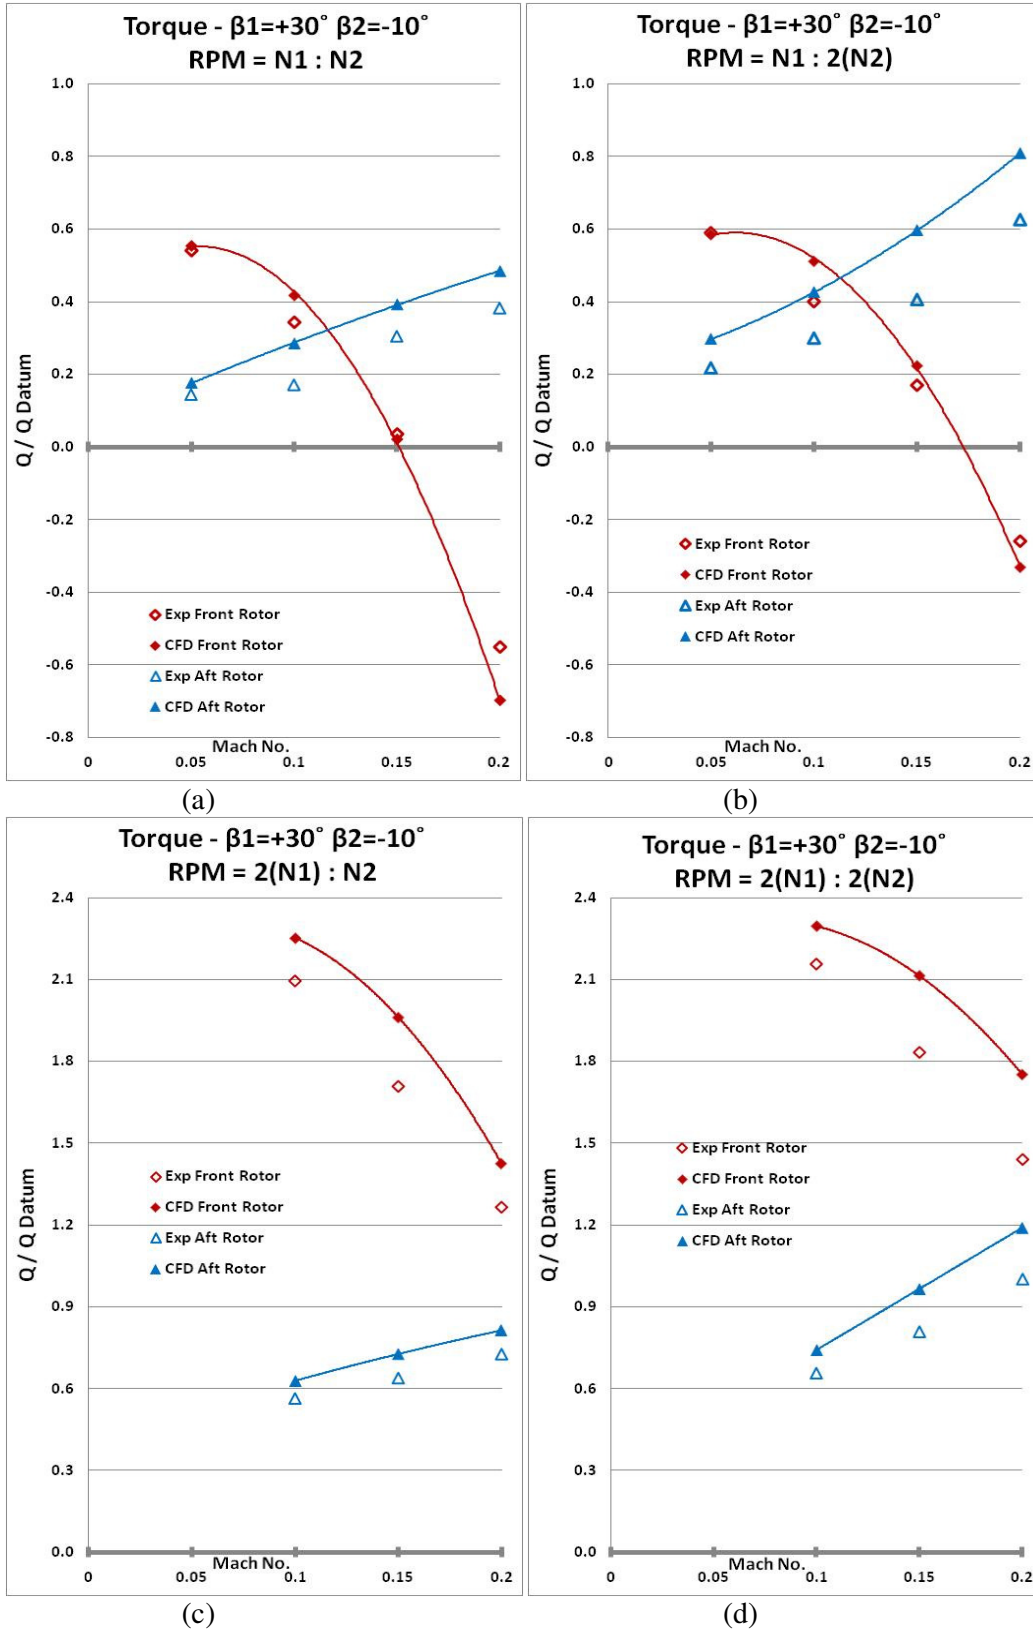 Torque - β1=+30˚ β2=-10˚
RPM = N1 : N2
1.0
0.8
0.6
0.4
0.2
0.0
-0.2
-0.4
-0.6
-0.8
Q / Q Datum
Exp Front Rotor
CFD Front Rotor
Exp Aft Rotor
CFD Aft Rotor
Mach No.
0 0.05 0.1 0.15 0.2
(a)
Torque - β1=+30˚ β2=-10˚
RPM = N1 : 2(N2)
1.0
0.8
0.6
0.4
0.2
0.0
-0.2
-0.4
-0.6
-0.8
Q / Q Datum
Exp Front Rotor
CFD Front Rotor
Exp Aft Rotor
CFD Aft Rotor
Mach No.
0 0.05 0.1 0.15 0.2
(b)
Torque - β1=+30˚ β2=-10˚
RPM = 2(N1) : N2
2.4
2.1
1.8
1.5
1.2
0.9
0.6
0.3
0.0
Q / Q Datum
Exp Front Rotor
CFD Front Rotor
Exp Aft Rotor
CFD Aft Rotor
Mach No.
0 0.05 0.1 0.15 0.2
(c)
Torque - β1=+30˚ β2=-10˚
RPM = 2(N1) : 2(N2)
2.4
2.1
1.8
1.5
1.2
0.9
0.6
0.3
0.0
Q / Q Datum
Exp Front Rotor
CFD Front Rotor
Exp Aft Rotor
CFD Aft Rotor
Mach No.
0 0.05 0.1 0.15 0.2
(d)